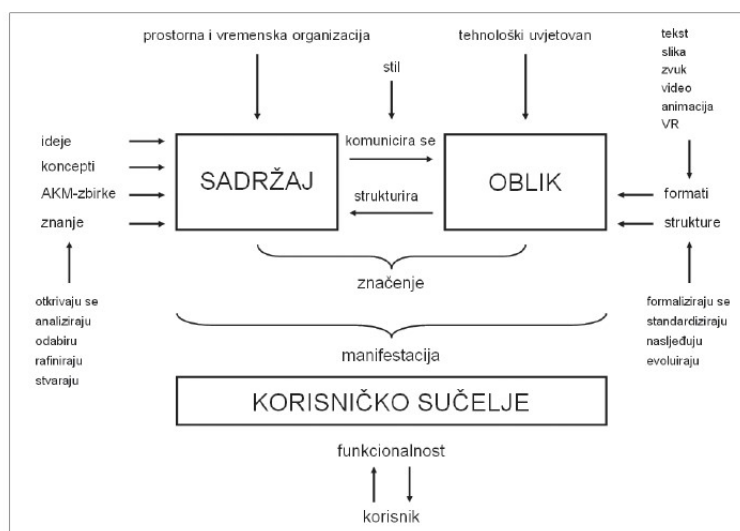 prostorna i vremenska organizacija
tehnološki uvjetovan
tekst
slika
zvuk
video
animacija
VR
stil
ideje
koncepti
AKM-zbirke
znanje
SADRŽAJ
komunicira se
strukturira
OBLIK
formati
strukture
značenje
otkrivaju se
analiziraju
odabiru
rafiniraju
stvaraju
formaliziraju se
standardiziraju
nasljeđuju
evoluiraju
manifestacija
KORISNIČKO SUČELJE
funkcionalnost
korisnik